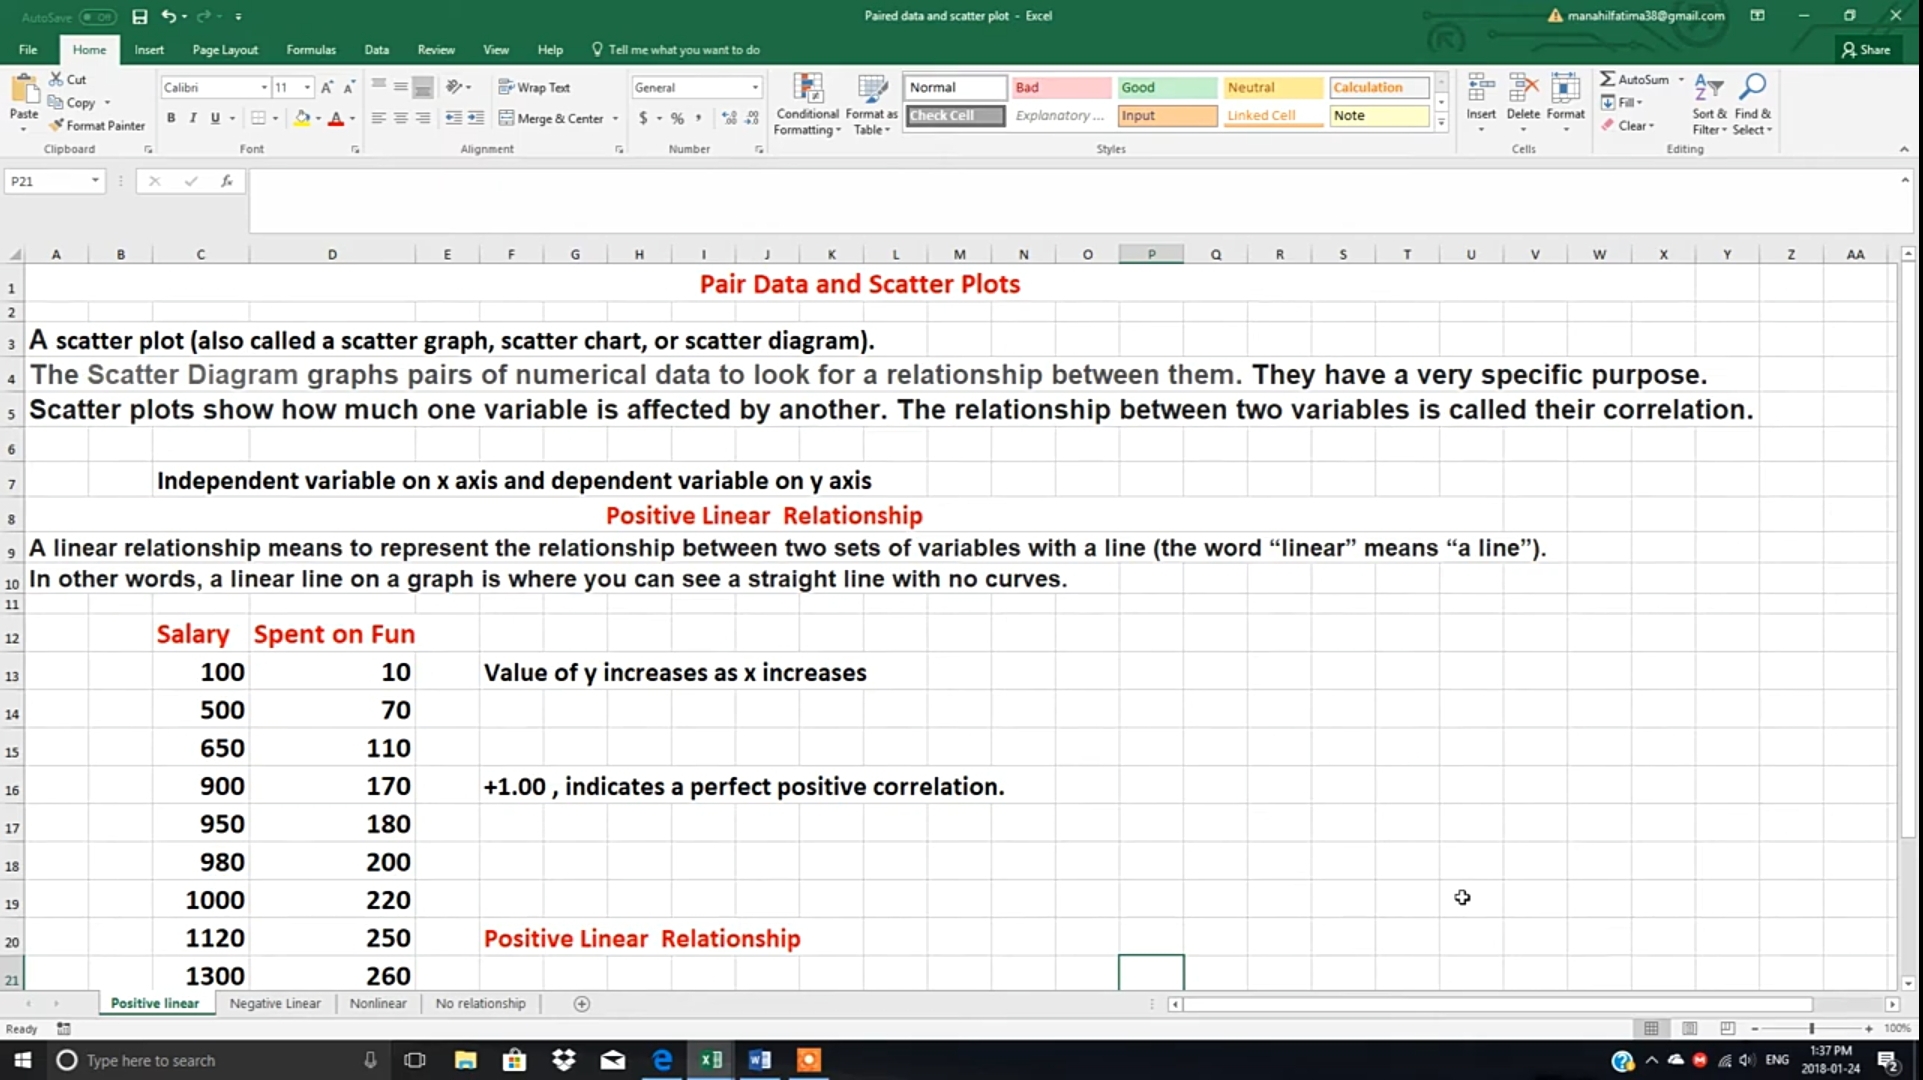 AutoSave Off
Paired data and scatter plot - Excel
manahilfatima38@gmail.com
File Home Insert Page Layout Formulas Data Review View Help Tell me what you want to do Share
Paste
Cut
Copy
Format Painter
Clipboard
Calibri 11
B I U
Font
Wrap Text
Merge & Center
Alignment
General
$ % ,
Number
Conditional Formatting
Format as Table
Normal Bad Good Neutral Calculation
Check Cell Explanatory ... Input Linked Cell Note
Styles
Insert Delete Format
Cells
AutoSum
Fill
Clear
Sort & Filter
Find & Select
Editing
P21
fx
A B C D E F G H I J K L M N O P Q R S T U V W X Y Z AA
1 Pair Data and Scatter Plots
2
3 A scatter plot (also called a scatter graph, scatter chart, or scatter diagram).
4 The Scatter Diagram graphs pairs of numerical data to look for a relationship between them. They have a very specific purpose.
5 Scatter plots show how much one variable is affected by another. The relationship between two variables is called their correlation.
6
7 Independent variable on x axis and dependent variable on y axis
8 Positive Linear Relationship
9 A linear relationship means to represent the relationship between two sets of variables with a line (the word “linear” means “a line”).
10 In other words, a linear line on a graph is where you can see a straight line with no curves.
11
12 Salary Spent on Fun
13 100 10 Value of y increases as x increases
14 500 70
15 650 110
16 900 170 +1.00 , indicates a perfect positive correlation.
17 950 180
18 980 200
19 1000 220
20 1120 250 Positive Linear Relationship
21 1300 260
Positive linear Negative Linear Nonlinear No relationship
Ready
100%
Type here to search
ENG
1:37 PM
2018-01-24
2